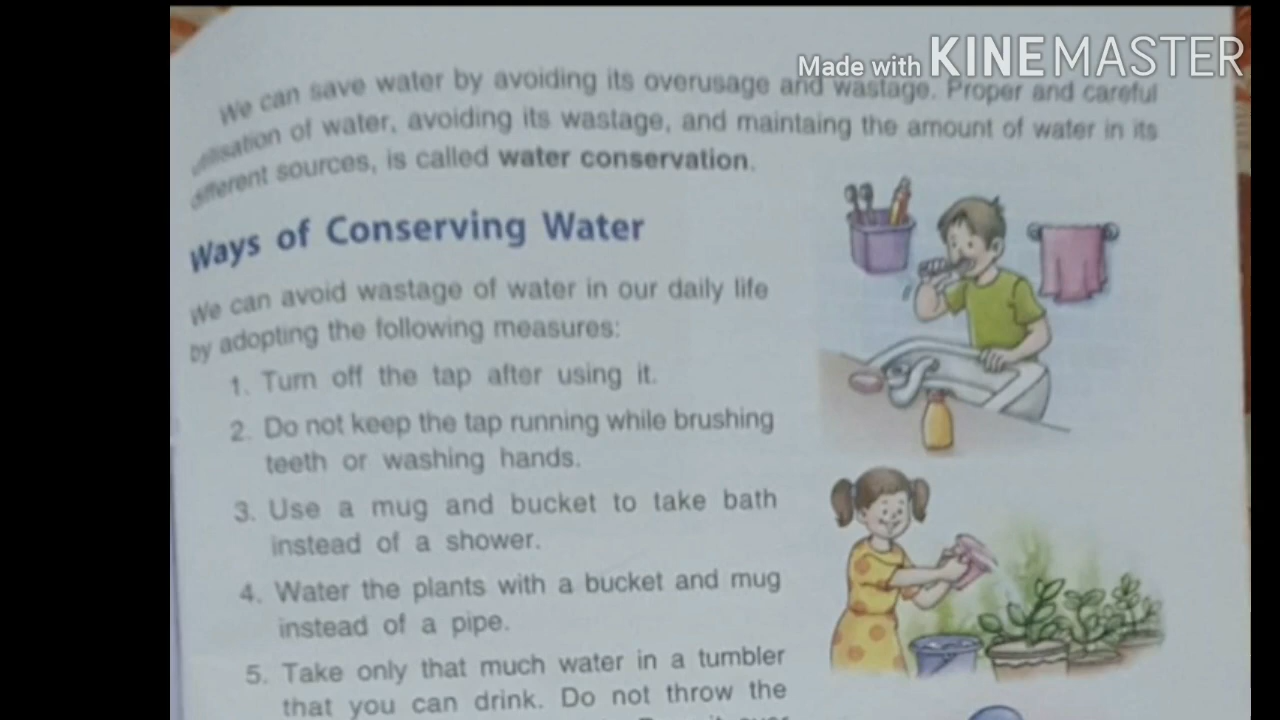 Made with KINEMASTER
We can save water by avoiding its overusage and wastage. Proper and careful
utilisation of water, avoiding its wastage, and maintaing the amount of water in its
different sources, is called water conservation.
Ways of Conserving Water
We can avoid wastage of water in our daily life
by adopting the following measures:
1. Turn off the tap after using it.
2. Do not keep the tap running while brushing
teeth or washing hands.
3. Use a mug and bucket to take bath
instead of a shower.
4. Water the plants with a bucket and mug
instead of a pipe.
5. Take only that much water in a tumbler
that you can drink. Do not throw the